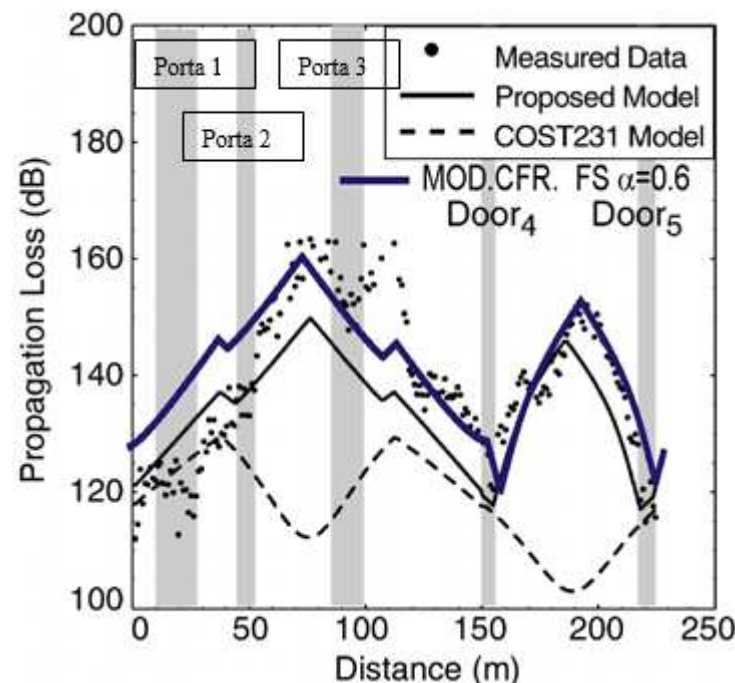 200
180
160
140
120
100
Propagation Loss (dB)
Porta 1
Porta 2
Porta 3
Measured Data
Proposed Model
COST231 Model
MOD.CFR. FS α=0.6
Door4 Door5
0 50 100 150 200 250
Distance (m)